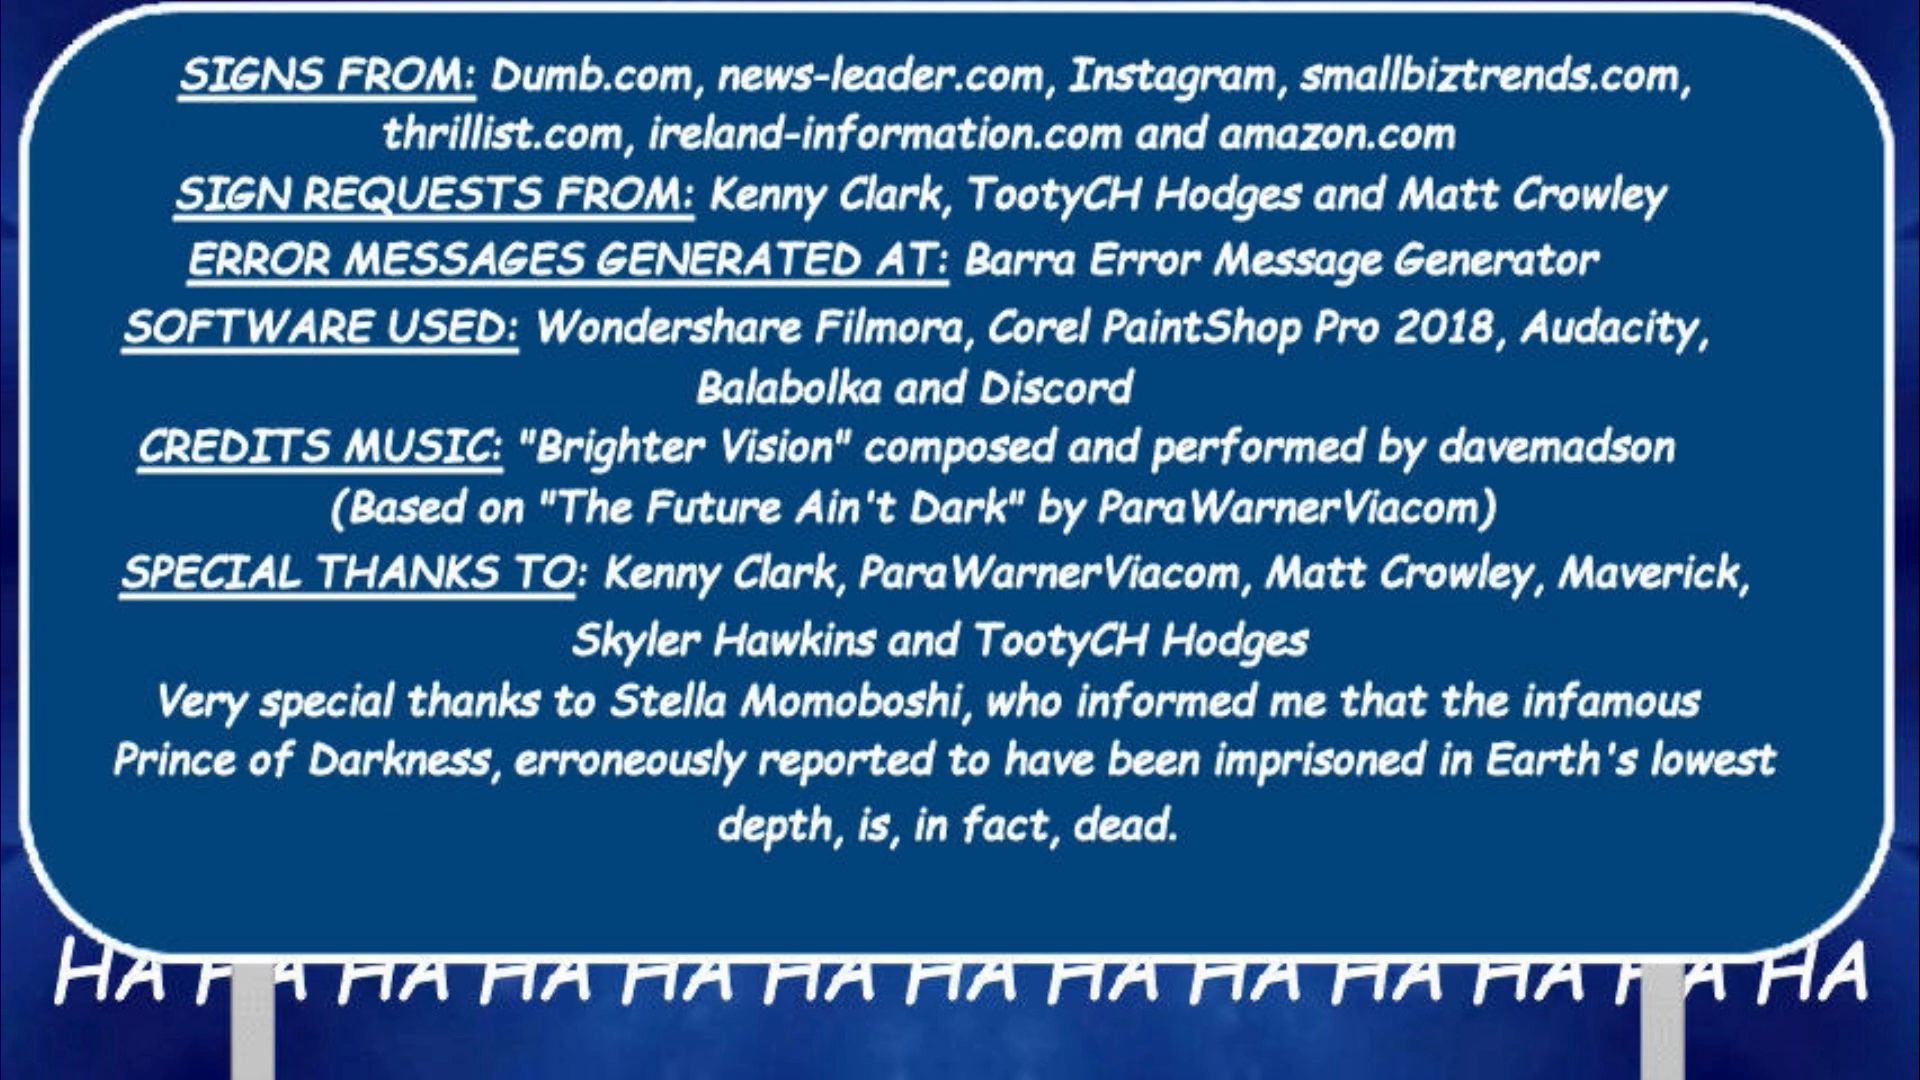 SIGNS FROM: Dumb.com, news-leader.com, Instagram, smallbiztrends.com,
thrillist.com, ireland-information.com and amazon.com
SIGN REQUESTS FROM: Kenny Clark, TootyCH Hodges and Matt Crowley
ERROR MESSAGES GENERATED AT: Barra Error Message Generator
SOFTWARE USED: Wondershare Filmora, Corel PaintShop Pro 2018, Audacity,
Balabolka and Discord
CREDITS MUSIC: "Brighter Vision" composed and performed by davemadson
(Based on "The Future Ain't Dark" by ParaWarnerViacom)
SPECIAL THANKS TO: Kenny Clark, ParaWarnerViacom, Matt Crowley, Maverick,
Skyler Hawkins and TootyCH Hodges
Very special thanks to Stella Momoboshi, who informed me that the infamous
Prince of Darkness, erroneously reported to have been imprisoned in Earth's lowest
depth, is, in fact, dead.
HA HA HA HA HA HA HA HA HA HA HA HA HA